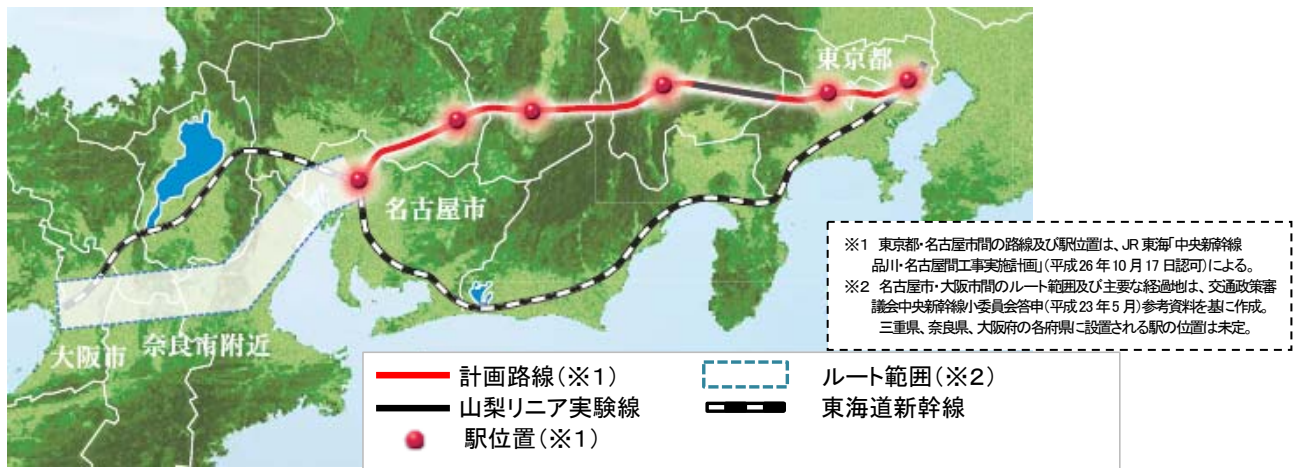 東京都
名古屋市
大阪市
奈良市附近
※1 東京都・名古屋市間の路線及び駅位置は、JR東海「中央新幹線
品川・名古屋間工事実施計画」(平成26年10月17日認可)による。
※2 名古屋市・大阪市間のルート範囲及び主要な経過地は、交通政策審
議会中央新幹線小委員会答申(平成23年5月)参考資料を基に作成。
三重県、奈良県、大阪府の各府県に設置される駅の位置は未定。
計画路線(※1)
ルート範囲(※2)
山梨リニア実験線
東海道新幹線
駅位置(※1)